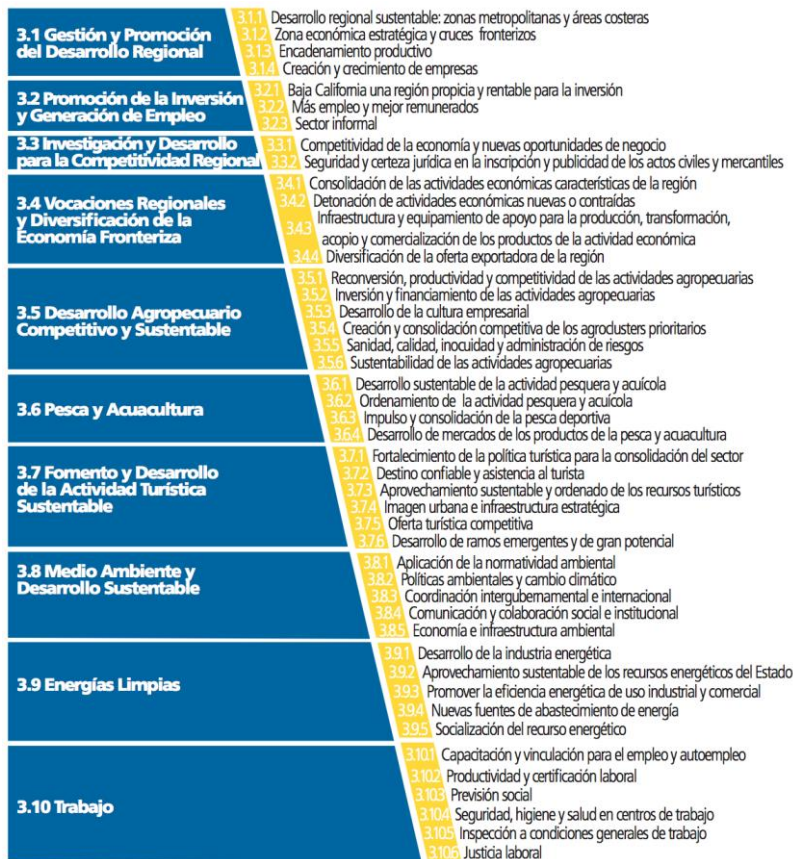 3.1 Gestión y Promoción
del Desarrollo Regional
3.1.1 Desarrollo regional sustentable: zonas metropolitanas y áreas costeras
3.1.2 Zona económica estratégica y cruces fronterizos
3.1.3 Encadenamiento productivo
3.1.4 Creación y crecimiento de empresas
3.2 Promoción de la Inversión
y Generación de Empleo
3.2.1 Baja California una región propicia y rentable para la inversión
3.2.2 Más empleo y mejor remunerados
3.2.3 Sector informal
3.3 Investigación y Desarrollo
para la Competitividad Regional
3.3.1 Competitividad de la economía y nuevas oportunidades de negocio
3.3.2 Seguridad y certeza jurídica en la inscripción y publicidad de los actos civiles y mercantiles
3.4 Vocaciones Regionales
y Diversificación de la
Economía Fronteriza
3.4.1 Consolidación de las actividades económicas características de la región
3.4.2 Detonación de actividades económicas nuevas o contraídas
3.4.3 Infraestructura y equipamiento de apoyo para la producción, transformación,
acopio y comercialización de los productos de la actividad económica
3.4.4 Diversificación de la oferta exportadora de la región
3.5 Desarrollo Agropecuario
Competitivo y Sustentable
3.5.1 Reconversión, productividad y competitividad de las actividades agropecuarias
3.5.2 Inversión y financiamiento de las actividades agropecuarias
3.5.3 Desarrollo de la cultura empresarial
3.5.4 Creación y consolidación competitiva de los agroclusters prioritarios
3.5.5 Sanidad, calidad, inocuidad y administración de riesgos
3.5.6 Sustentabilidad de las actividades agropecuarias
3.6 Pesca y Acuacultura
3.6.1 Desarrollo sustentable de la actividad pesquera y acuícola
3.6.2 Ordenamiento de la actividad pesquera y acuícola
3.6.3 Impulso y consolidación de la pesca deportiva
3.6.4 Desarrollo de mercados de los productos de la pesca y acuacultura
3.7 Fomento y Desarrollo
de la Actividad Turística
Sustentable
3.7.1 Fortalecimiento de la política turística para la consolidación del sector
3.7.2 Destino confiable y asistencia al turista
3.7.3 Aprovechamiento sustentable y ordenado de los recursos turísticos
3.7.4 Imagen urbana e infraestructura estratégica
3.7.5 Oferta turística competitiva
3.7.6 Desarrollo de ramos emergentes y de gran potencial
3.8 Medio Ambiente y
Desarrollo Sustentable
3.8.1 Aplicación de la normatividad ambiental
3.8.2 Políticas ambientales y cambio climático
3.8.3 Coordinación intergubernamental e internacional
3.8.4 Comunicación y colaboración social e institucional
3.8.5 Economía e infraestructura ambiental
3.9 Energías Limpias
3.9.1 Desarrollo de la industria energética
3.9.2 Aprovechamiento sustentable de los recursos energéticos del Estado
3.9.3 Promover la eficiencia energética de uso industrial y comercial
3.9.4 Nuevas fuentes de abastecimiento de energía
3.9.5 Socialización del recurso energético
3.10 Trabajo
3.10.1 Capacitación y vinculación para el empleo y autoempleo
3.10.2 Productividad y certificación laboral
3.10.3 Previsión social
3.10.4 Seguridad, higiene y salud en centros de trabajo
3.10.5 Inspección a condiciones generales de trabajo
3.10.6 Justicia laboral